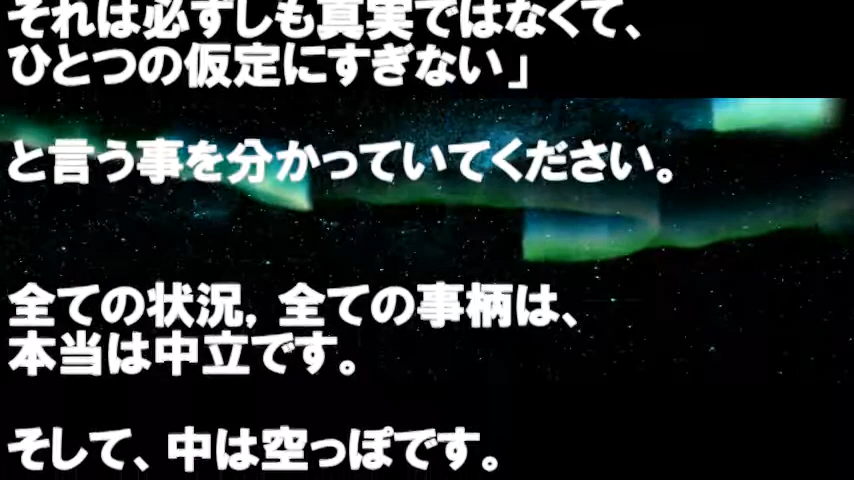 それは必ずしも真実ではなくて、
ひとつの仮定にすぎない」
と言う事を分かっていてください。
全ての状況, 全ての事柄は、
本当は中立です。
そして、中は空っぽです。